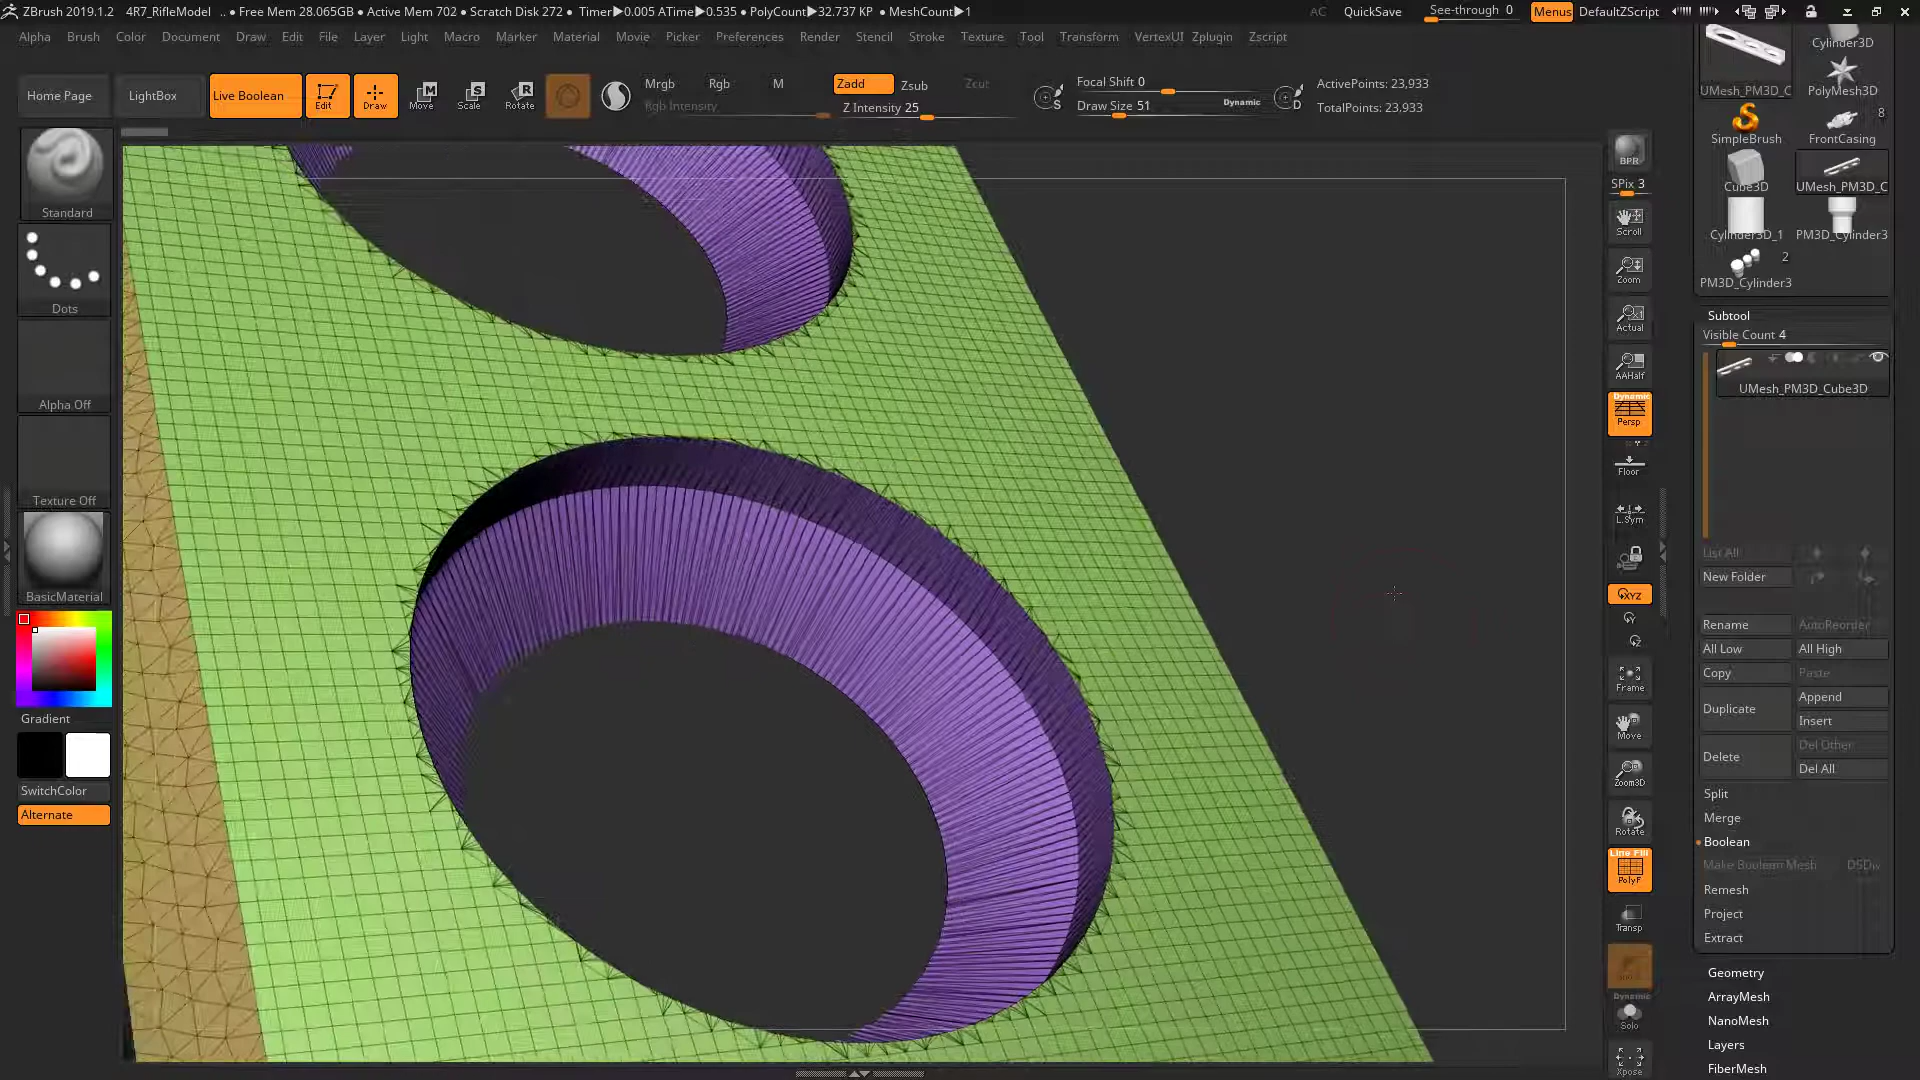 ZBrush 2019.1.2 4R7_RifleModel .. • Free Mem 28.065GB • Active Mem 702 • Scratch Disk 272 • Timer▶0.005 ATime▶0.535 • PolyCount▶32.737 KP • MeshCount▶1 AC QuickSave See-through 0 Menus DefaultZScript
Alpha Brush Color Document Draw Edit File Layer Light Macro Marker Material Movie Picker Preferences Render Stencil Stroke Texture Tool Transform VertexUI Zplugin Zscript
Home Page LightBox Live Boolean Edit Draw Move Scale Rotate
Mrgb Rgb M
Rgb Intensity
Zadd Zsub Zcut
Z Intensity 25
Focal Shift 0
Draw Size 51 Dynamic
S
D
ActivePoints: 23,933
TotalPoints: 23,933
Standard
Dots
Alpha Off
Texture Off
BasicMaterial
Gradient
SwitchColor
Alternate
BPR
SPix 3
Scroll
Zoom
Actual
AAHalf
Dynamic
Persp
Floor
L.Sym
XYZ
Y
Z
Frame
Move
Zoom3D
Rotate
Line Fill
PolyF
Transp
Dynamic
Solo
Xpose
Cylinder3D
UMesh_PM3D_C PolyMesh3D
8
SimpleBrush FrontCasing
Cube3D UMesh_PM3D_C
Cylinder3D_1 PM3D_Cylinder3
2
PM3D_Cylinder3
Subtool
Visible Count 4
UMesh_PM3D_Cube3D
List All
New Folder
Rename AutoReorder
All Low All High
Copy Paste
Duplicate Append
Insert
Delete Del Other
Del All
Split
Merge
Boolean
Make Boolean Mesh DSDiv
Remesh
Project
Extract
Geometry
ArrayMesh
NanoMesh
Layers
FiberMesh